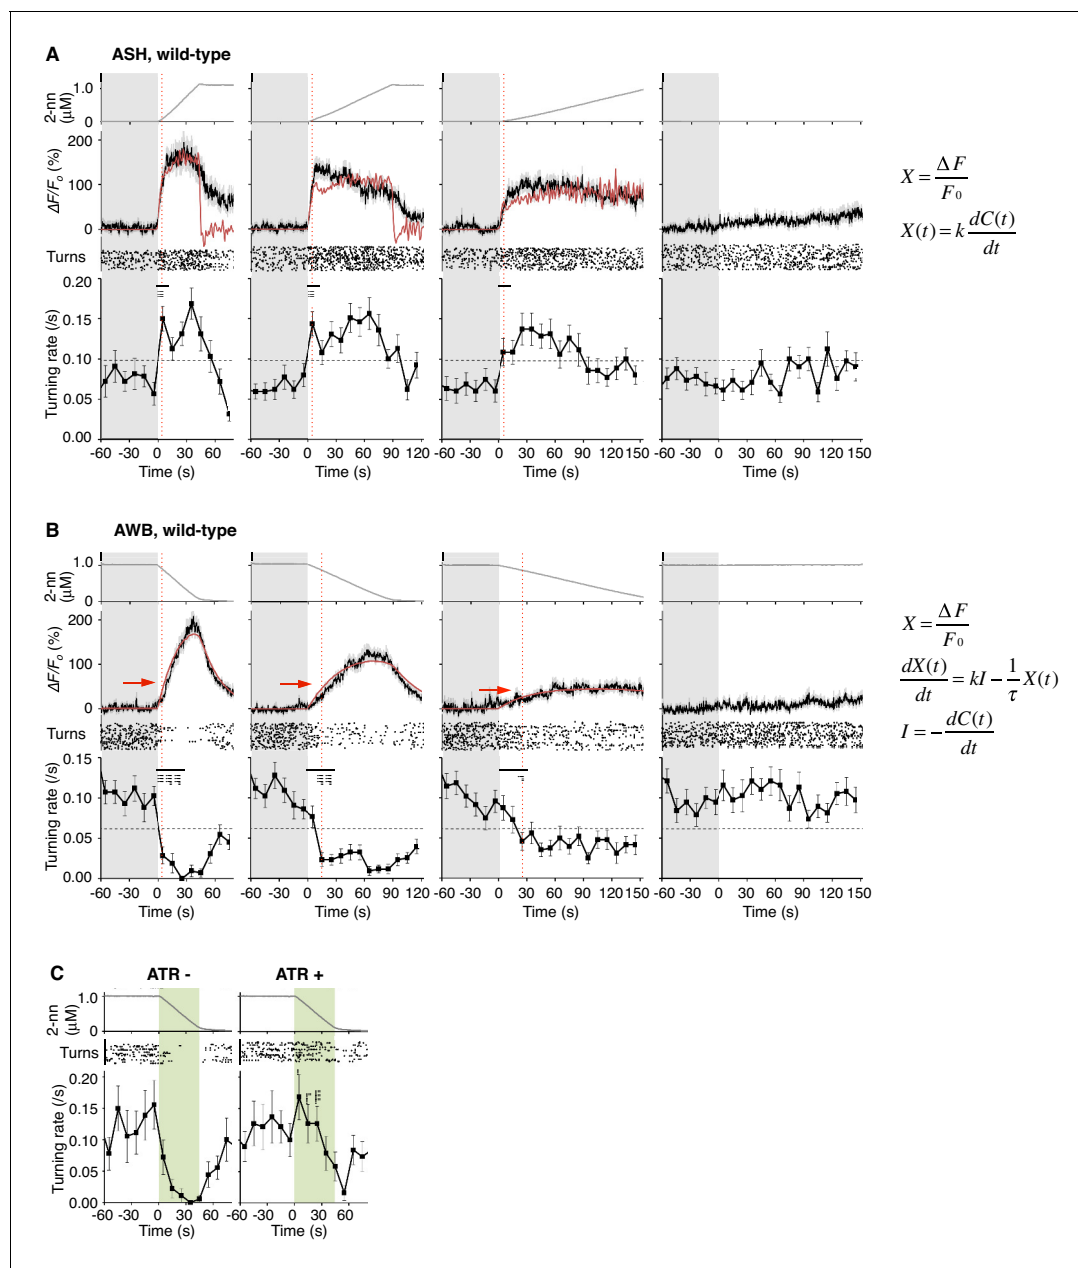 A ASH, wild-type
2-nn (μM)
1.0
0
ΔF/Fo (%)
200
100
0
Turns
Turning rate (/s)
0.20
0.15
0.10
0.05
0.00
-60 -30 0 30 60
-60 -30 0 30 60 90 120
-60 -30 0 30 60 90 120 150
-60 -30 0 30 60 90 120 150
Time (s) Time (s) Time (s) Time (s)
X = ΔF/F0
X(t) = k dC(t)/dt
B AWB, wild-type
2-nn (μM)
1.0
0
ΔF/Fo (%)
200
100
0
Turns
Turning rate (/s)
0.15
0.10
0.05
0.00
-60 -30 0 30 60
-60 -30 0 30 60 90 120
-60 -30 0 30 60 90 120 150
-60 -30 0 30 60 90 120 150
Time (s) Time (s) Time (s) Time (s)
X = ΔF/F0
dX(t)/dt = kI − 1/τ X(t)
I = − dC(t)/dt
C ATR - ATR +
2-nn (μM)
1.0
0
Turns
Turning rate (/s)
0.20
0.15
0.10
0.05
0.00
-60 -30 0 30 60 -60 -30 0 30 60
Time (s) Time (s)